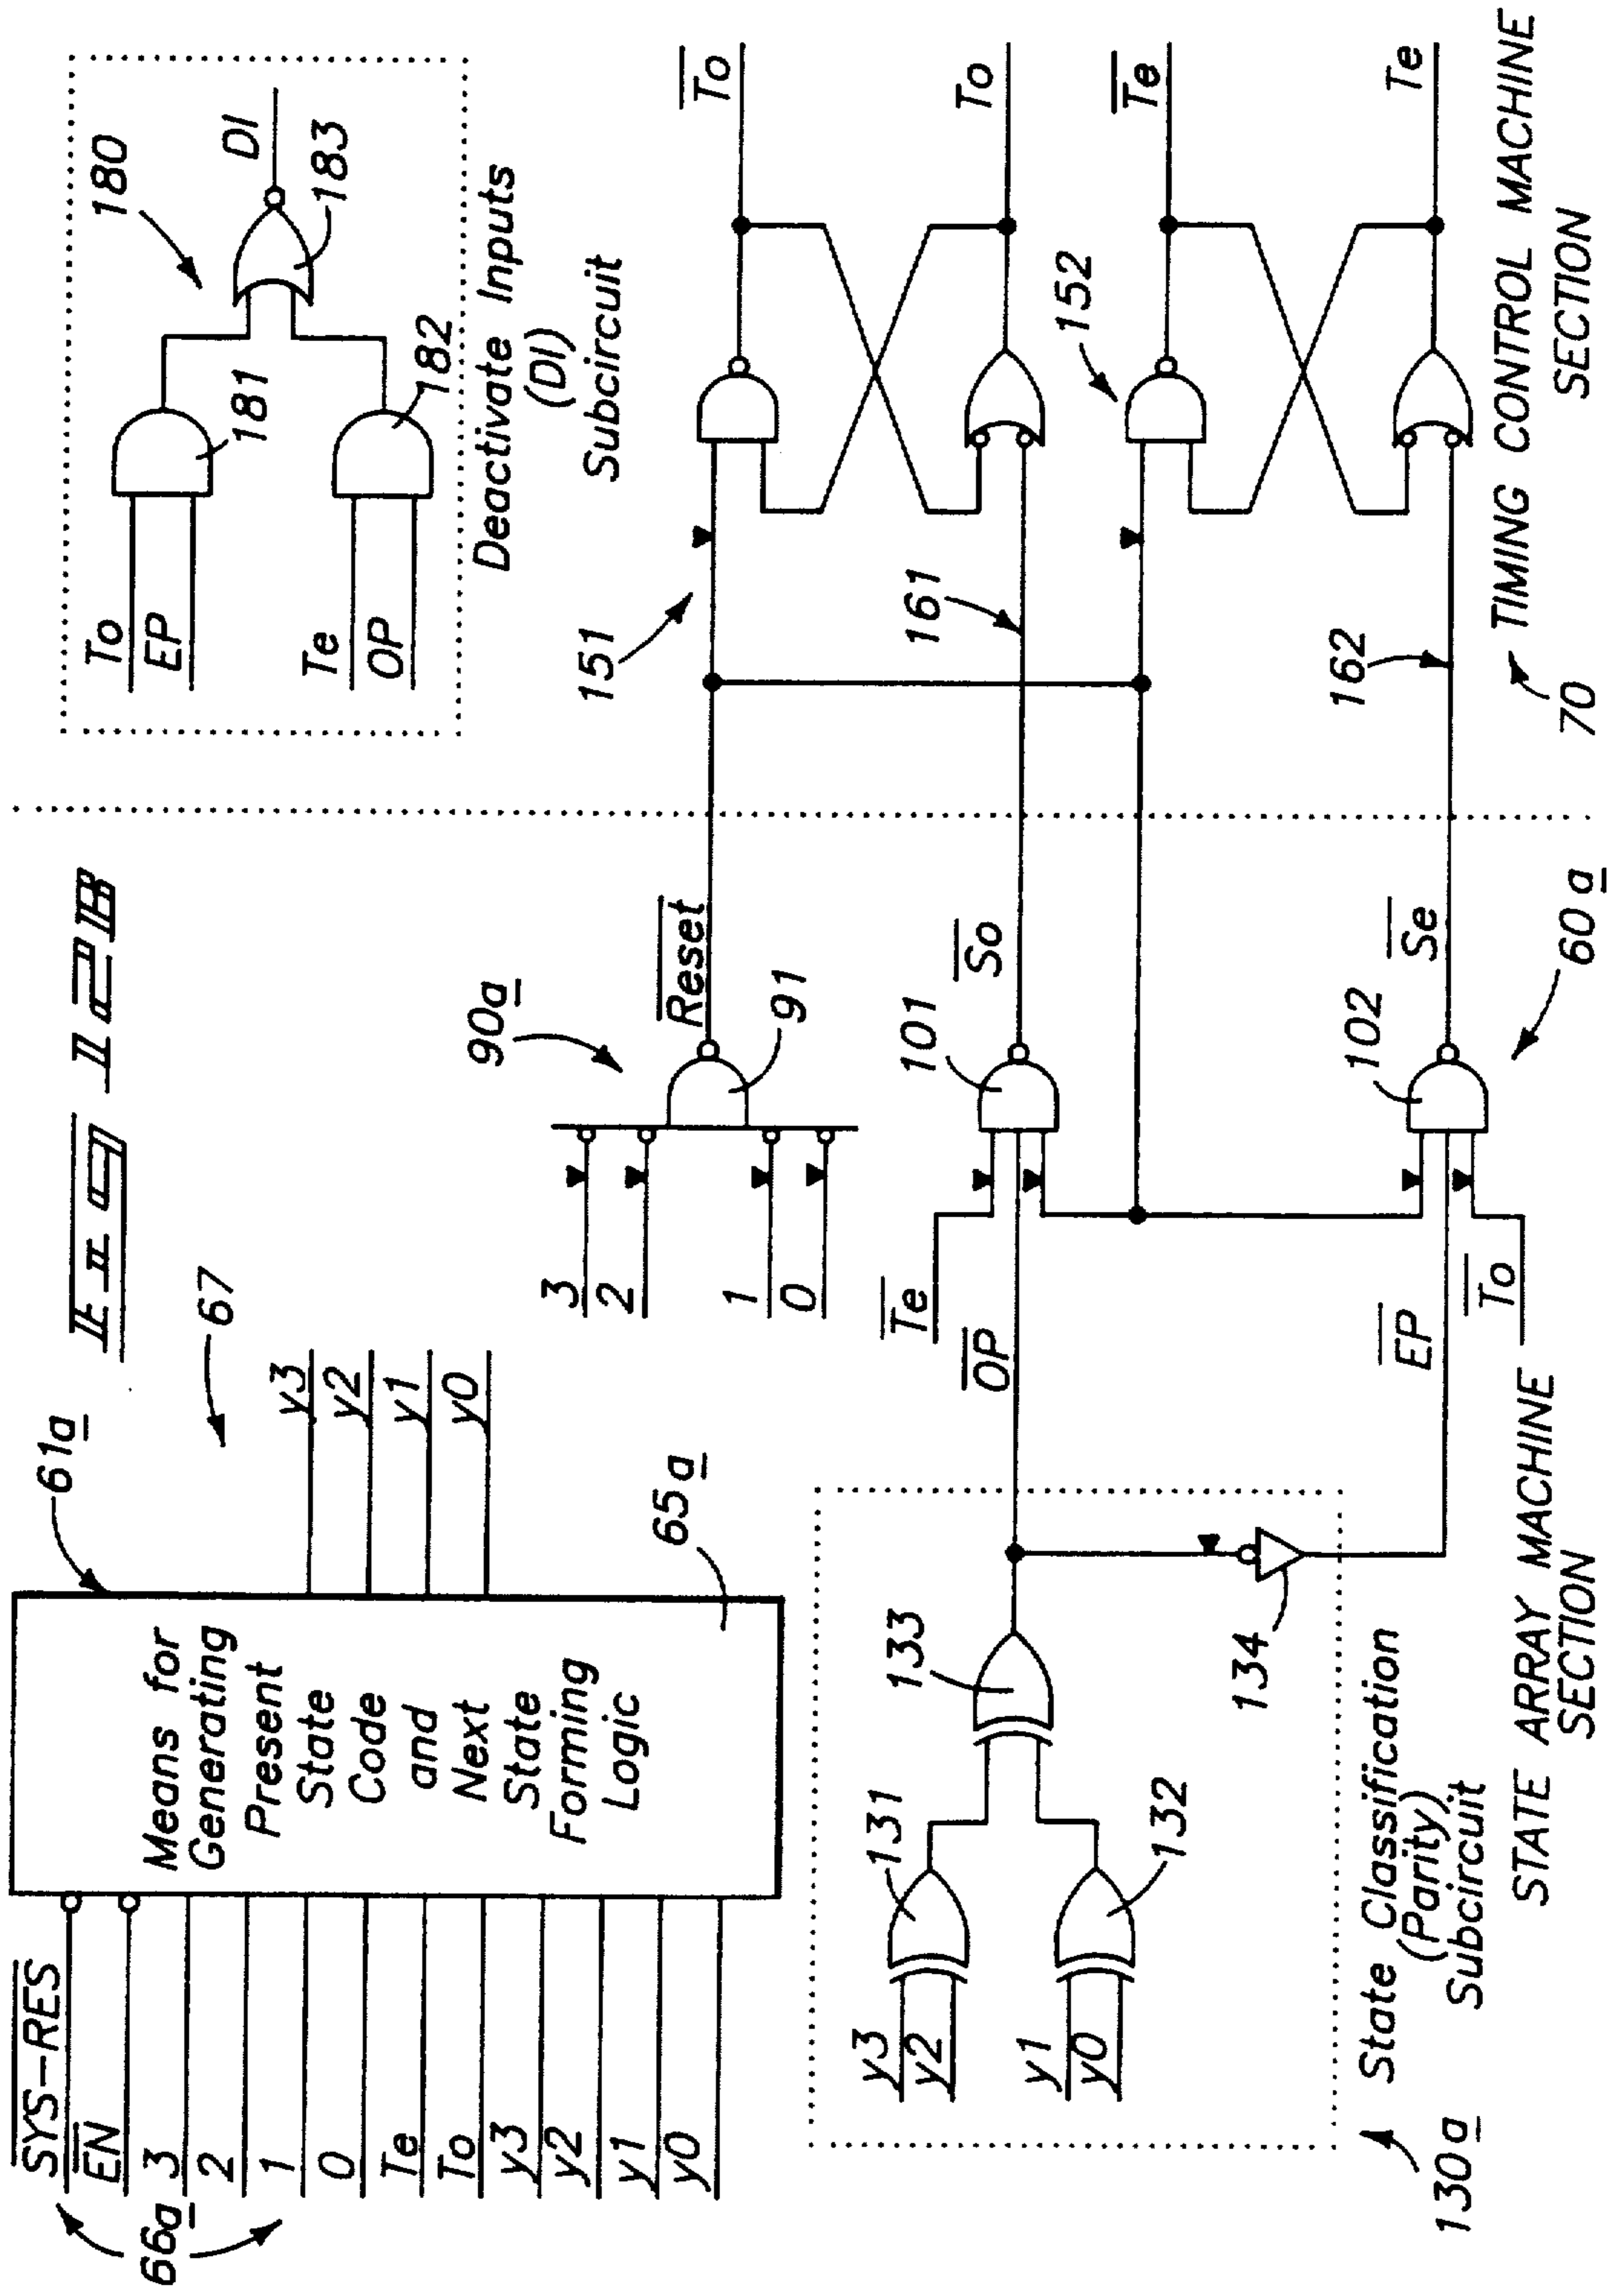 Fig 12B
61a
67
SYS-RES
EN
3
2
1
0
Te
To
y3
y2
y1
y0
66a
Means for
Generating
Present
State
Code
and
Next
State
Forming
Logic
y3
y2
y1
y0
65a
90a
3
2
1
0
91
Reset
y3
y2
y1
y0
131
132
133
134
130a
State Classification
(Parity)
Subcircuit
Te
OP
EP
To
101
So
102
Se
60a
STATE ARRAY MACHINE
SECTION
To
EP
Te
OP
180
181
182
183
DI
Deactivate Inputs
(DI)
Subcircuit
151
161
152
162
To
To
Te
Te
70
TIMING CONTROL MACHINE
SECTION